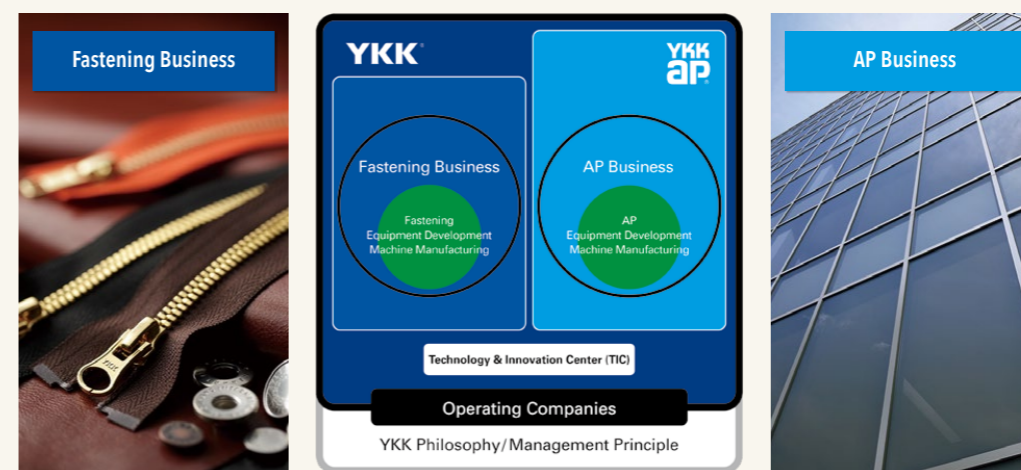 Fastening Business
YKK®
YKK
ap®
Fastening Business
Fastening
Equipment Development
Machine Manufacturing
AP Business
AP
Equipment Development
Machine Manufacturing
Technology & Innovation Center (TIC)
Operating Companies
YKK Philosophy/Management Principle
AP Business
YKK